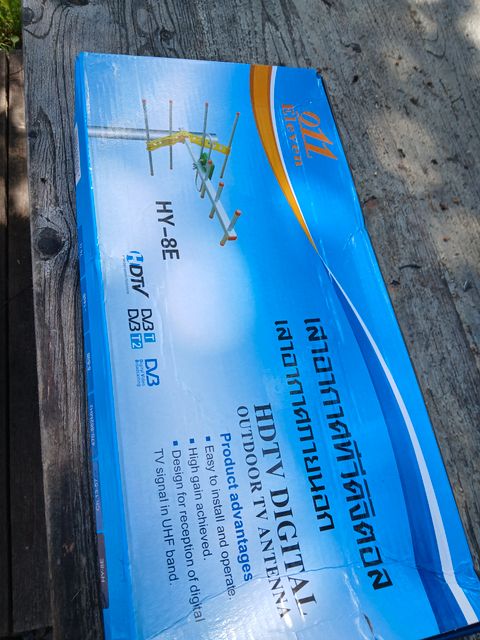 911
Eleven
เสาอากาศทีวีดิจิตอล
เสาอากาศภายนอก
HDTV DIGITAL
OUTDOOR TV ANTENNA
Product advantages
▪ Easy to install and operate.
▪ High gain achieved.
▪ Design for reception of digital
TV signal in UHF band.
HY-8E
HDTV
DVB T
DVB T2
DVB